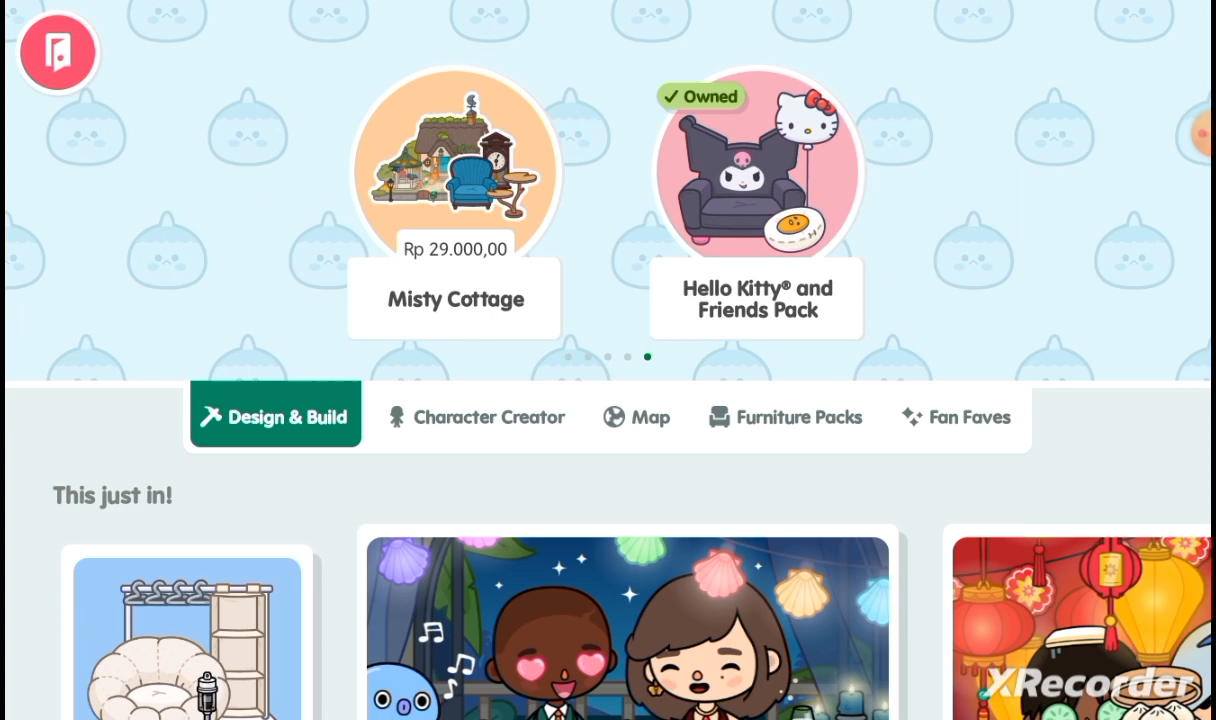 Owned
Rp 29.000,00
Misty Cottage
Hello Kitty® and
Friends Pack
Design & Build
Character Creator
Map
Furniture Packs
Fan Faves
This just in!
XRecorder